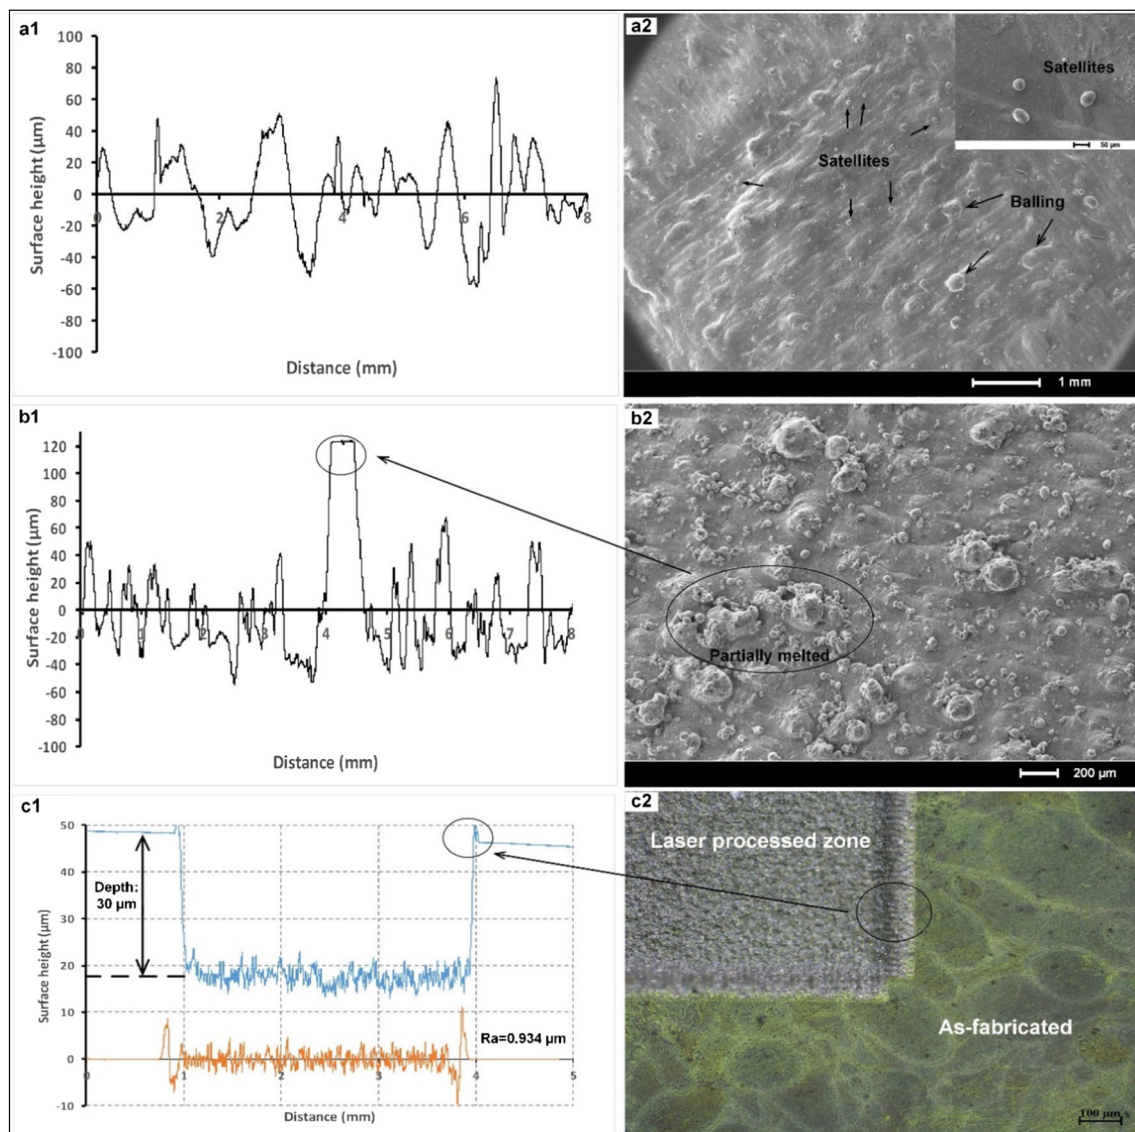 a1
100
80
60
40
20
0
-20
-40
-60
-80
-100
0
2
4
6
8
Surface height (µm)
Distance (mm)
a2
Satellites
50 µm
Satellites
Balling
1 mm
b1
120
100
80
60
40
20
0
-20
-40
-60
-80
-100
0
1
2
3
4
5
6
7
8
Surface height (µm)
Distance (mm)
b2
Partially melted
200 µm
c1
50
40
30
20
10
0
-10
0
1
2
3
4
5
Depth:
30 µm
Ra=0.934 µm
Surface height (µm)
Distance (mm)
c2
Laser processed zone
As-fabricated
100 µm